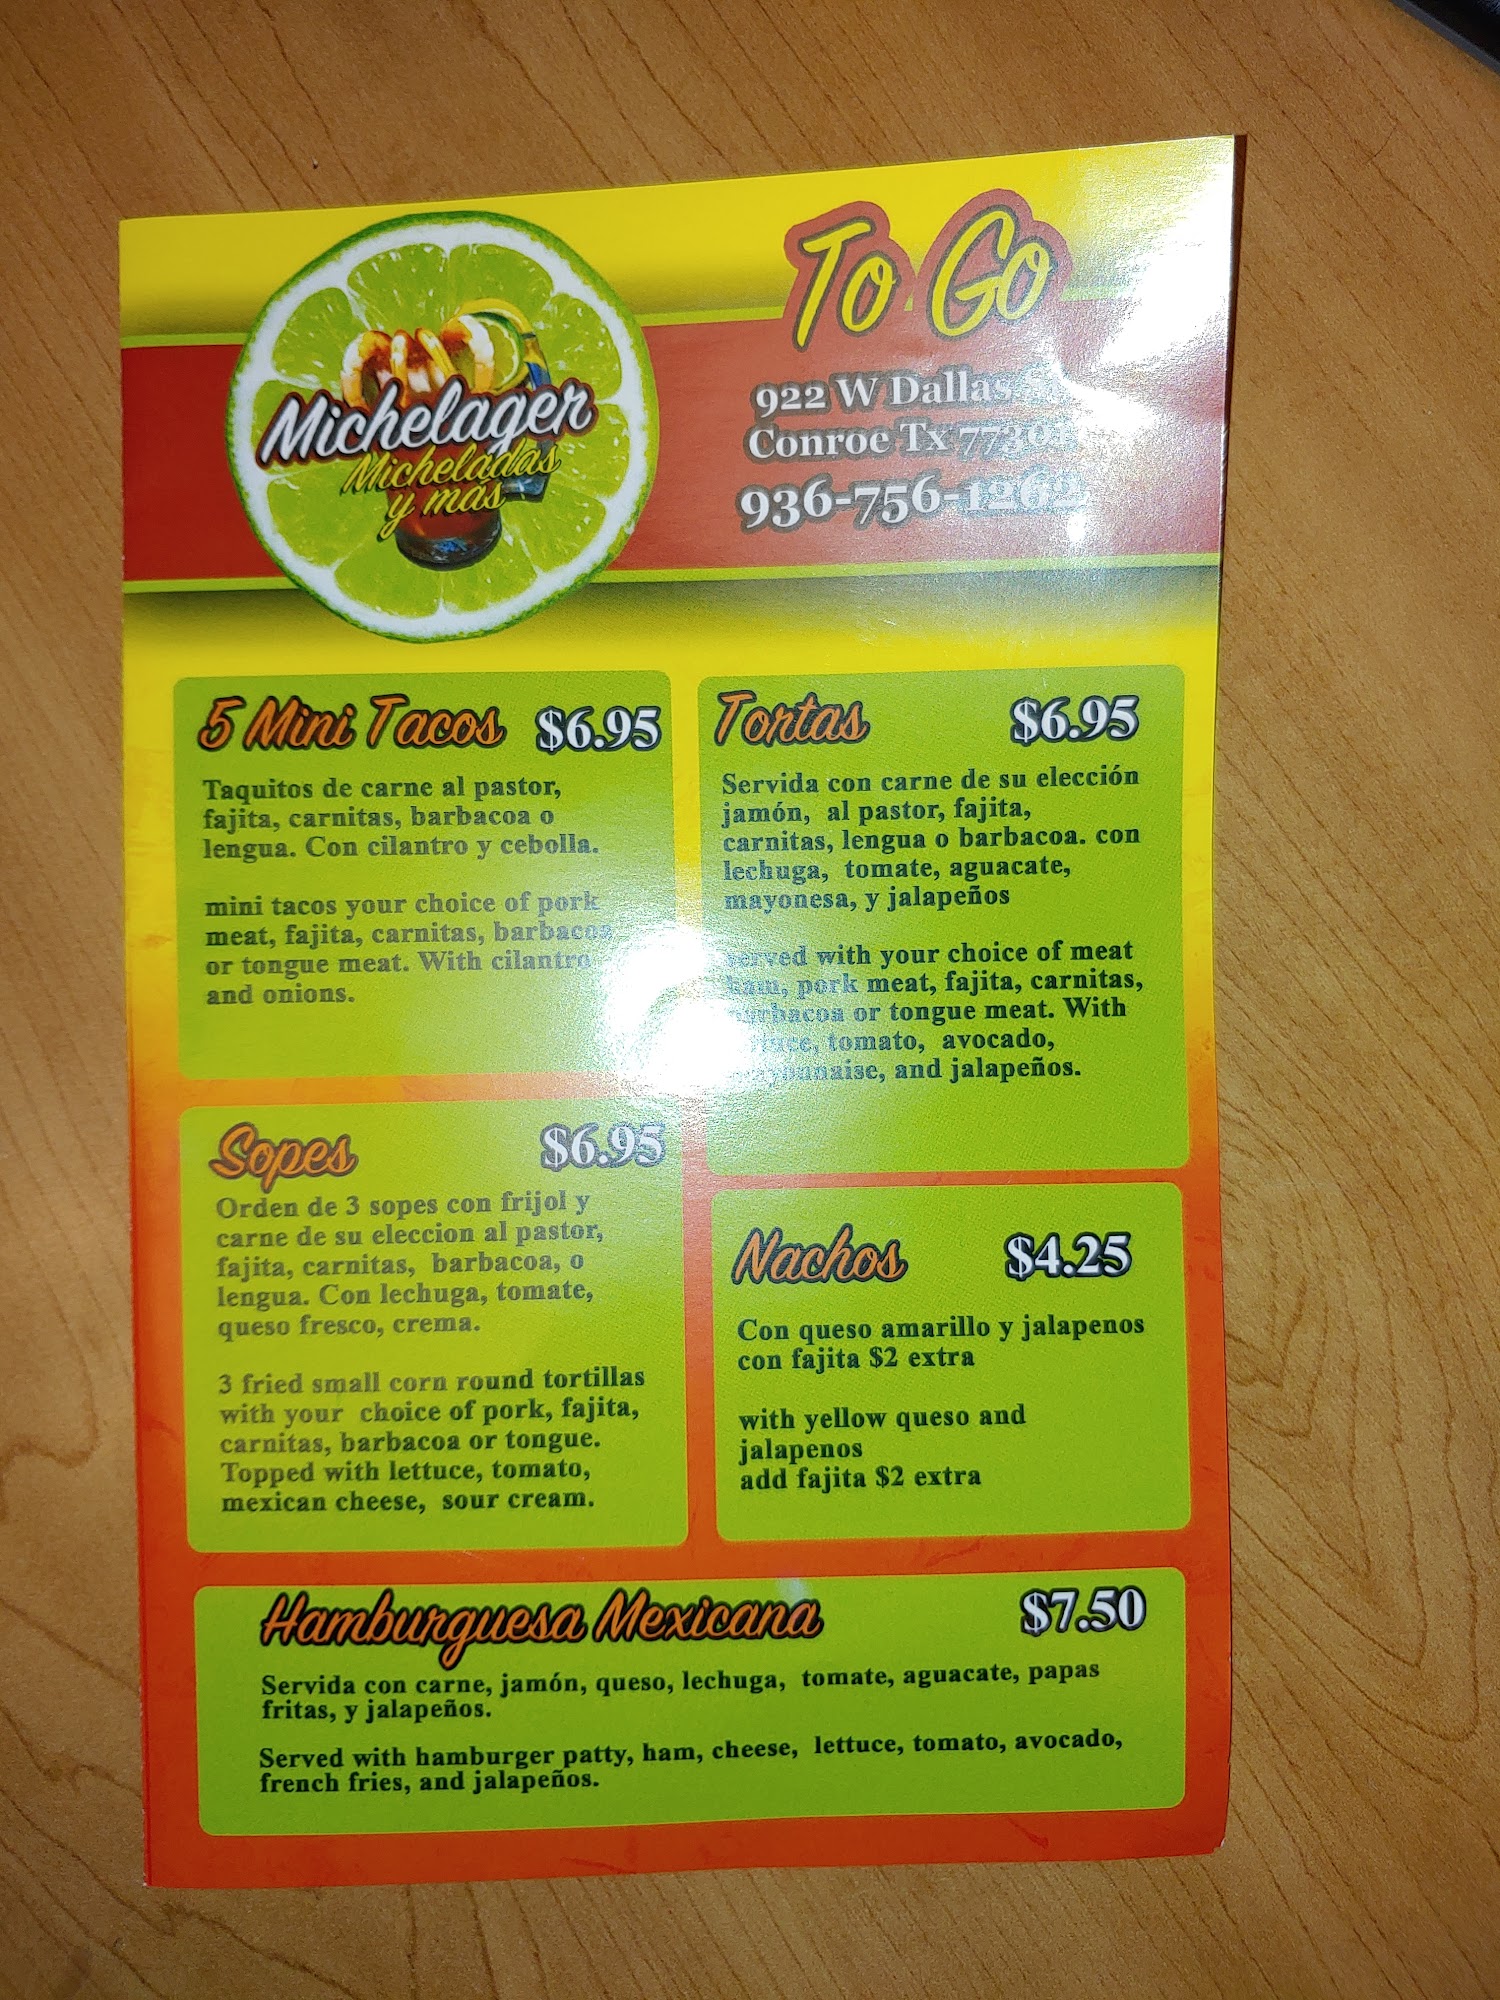 Michelager
Micheladas
y más
To Go
922 W Dallas
Conroe Tx 77301
936-756-1262
5 Mini Tacos $6.95
Taquitos de carne al pastor,
fajita, carnitas, barbacoa o
lengua. Con cilantro y cebolla.
mini tacos your choice of pork
meat, fajita, carnitas, barbacoa
or tongue meat. With cilantro
and onions.
Tortas $6.95
Servida con carne de su elección
jamón, al pastor, fajita,
carnitas, lengua o barbacoa. con
lechuga, tomate, aguacate,
mayonesa, y jalapeños
served with your choice of meat
ham, pork meat, fajita, carnitas,
barbacoa or tongue meat. With
lettuce, tomato, avocado,
mayonnaise, and jalapeños.
Sopes $6.95
Orden de 3 sopes con frijol y
carne de su eleccion al pastor,
fajita, carnitas, barbacoa, o
lengua. Con lechuga, tomate,
queso fresco, crema.
3 fried small corn round tortillas
with your choice of pork, fajita,
carnitas, barbacoa or tongue.
Topped with lettuce, tomato,
mexican cheese, sour cream.
Nachos $4.25
Con queso amarillo y jalapenos
con fajita $2 extra
with yellow queso and
jalapenos
add fajita $2 extra
Hamburguesa Mexicana $7.50
Servida con carne, jamón, queso, lechuga, tomate, aguacate, papas
fritas, y jalapeños.
Served with hamburger patty, ham, cheese, lettuce, tomato, avocado,
french fries, and jalapeños.